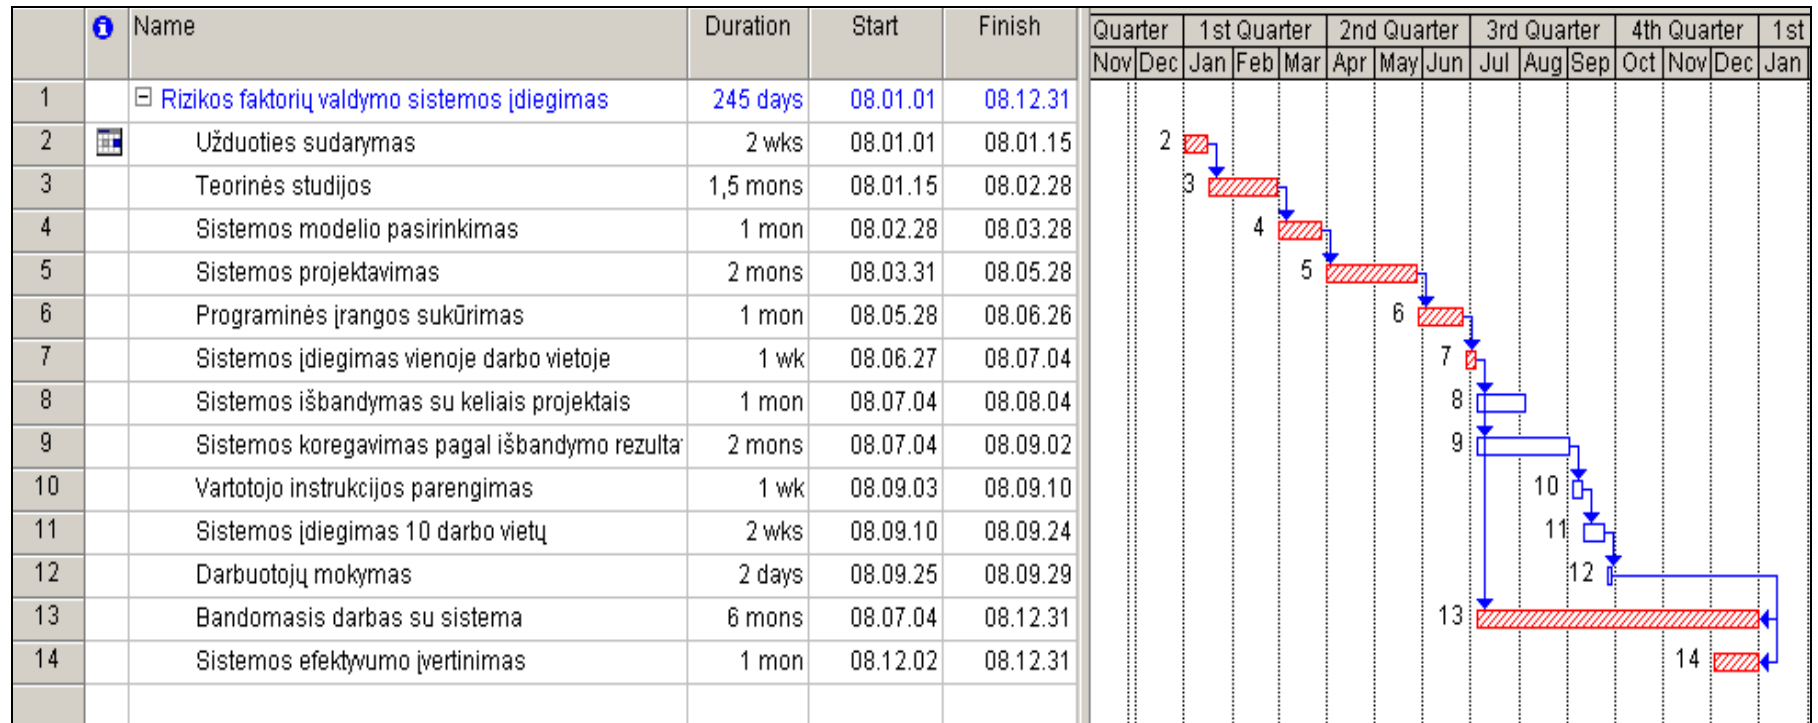 Name Duration Start Finish Quarter 1st Quarter 2nd Quarter 3rd Quarter 4th Quarter 1st
Nov Dec Jan Feb Mar Apr May Jun Jul Aug Sep Oct Nov Dec Jan
1 Rizikos faktorių valdymo sistemos įdiegimas 245 days 08.01.01 08.12.31
2 Užduoties sudarymas 2 wks 08.01.01 08.01.15 2
3 Teorinės studijos 1,5 mons 08.01.15 08.02.28 3
4 Sistemos modelio pasirinkimas 1 mon 08.02.28 08.03.28 4
5 Sistemos projektavimas 2 mons 08.03.31 08.05.28 5
6 Programinės įrangos sukūrimas 1 mon 08.05.28 08.06.26 6
7 Sistemos įdiegimas vienoje darbo vietoje 1 wk 08.06.27 08.07.04 7
8 Sistemos išbandymas su keliais projektais 1 mon 08.07.04 08.08.04 8
9 Sistemos koregavimas pagal išbandymo rezulta 2 mons 08.07.04 08.09.02 9
10 Vartotojo instrukcijos parengimas 1 wk 08.09.03 08.09.10 10
11 Sistemos įdiegimas 10 darbo vietų 2 wks 08.09.10 08.09.24 11
12 Darbuotojų mokymas 2 days 08.09.25 08.09.29 12
13 Bandomasis darbas su sistema 6 mons 08.07.04 08.12.31 13
14 Sistemos efektyvumo įvertinimas 1 mon 08.12.02 08.12.31 14